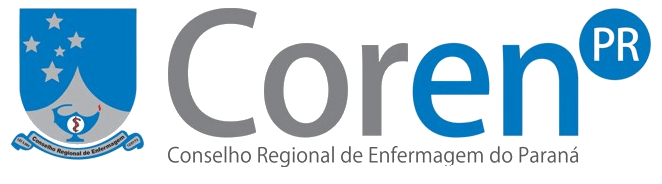 Conselho Regional de Enfermagem
Coren
PR
Conselho Regional de Enfermagem do Paraná